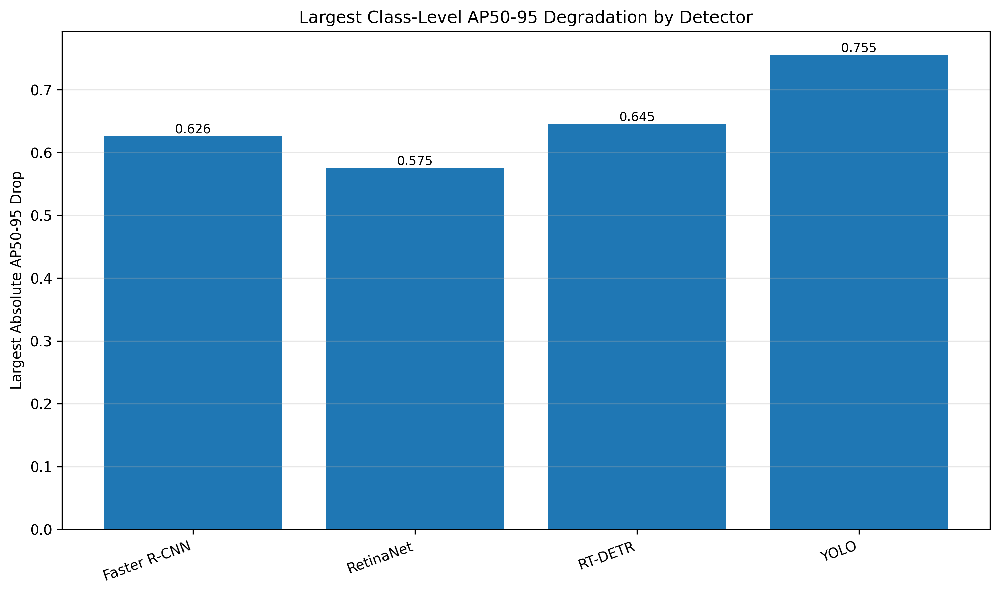 Largest Class-Level AP50-95 Degradation by Detector
Largest Absolute AP50-95 Drop
0.7
0.6
0.5
0.4
0.3
0.2
0.1
0.0
0.626
0.575
0.645
0.755
Faster R-CNN
RetinaNet
RT-DETR
YOLO